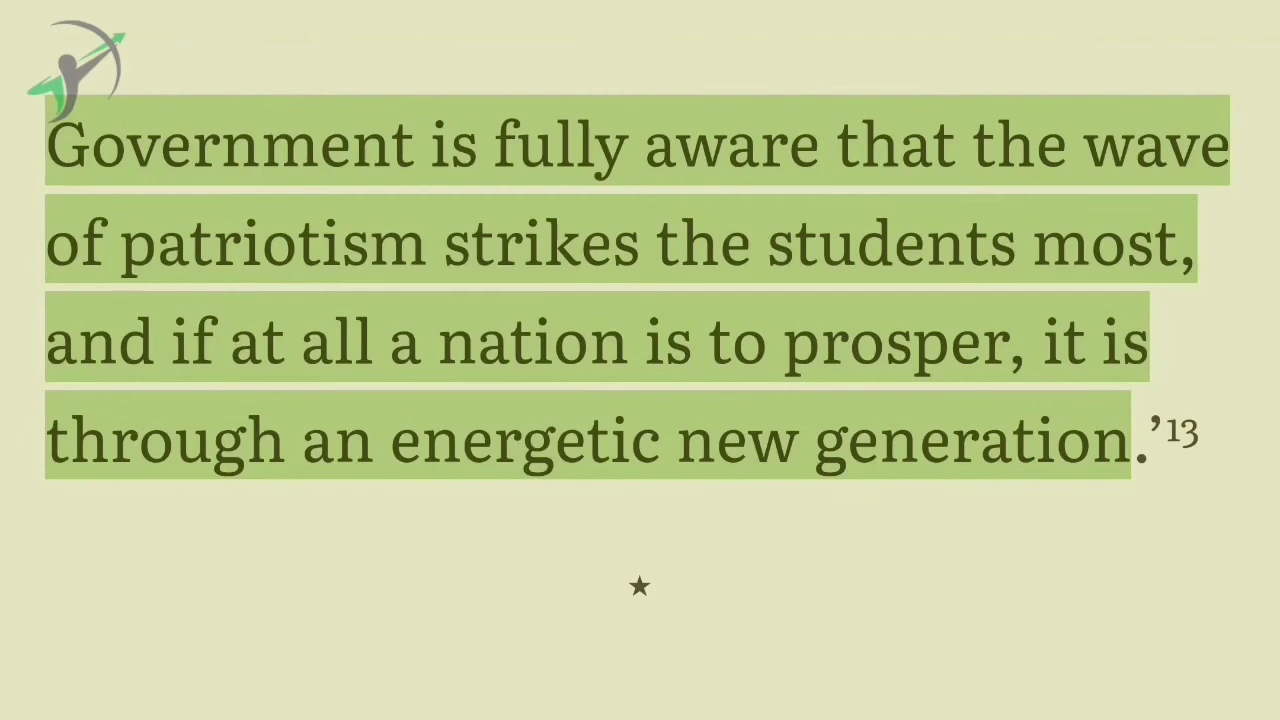 Government is fully aware that the wave
of patriotism strikes the students most,
and if at all a nation is to prosper, it is
through an energetic new generation.’13
★